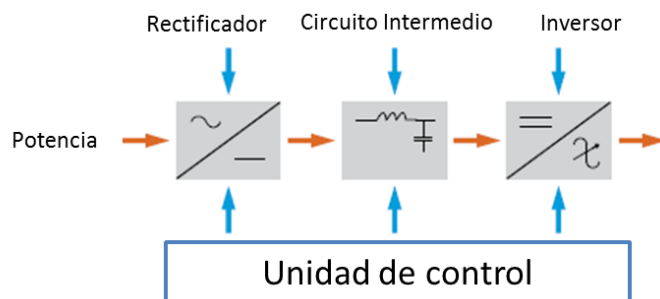 Rectificador
Circuito Intermedio
Inversor
Potencia
Unidad de control